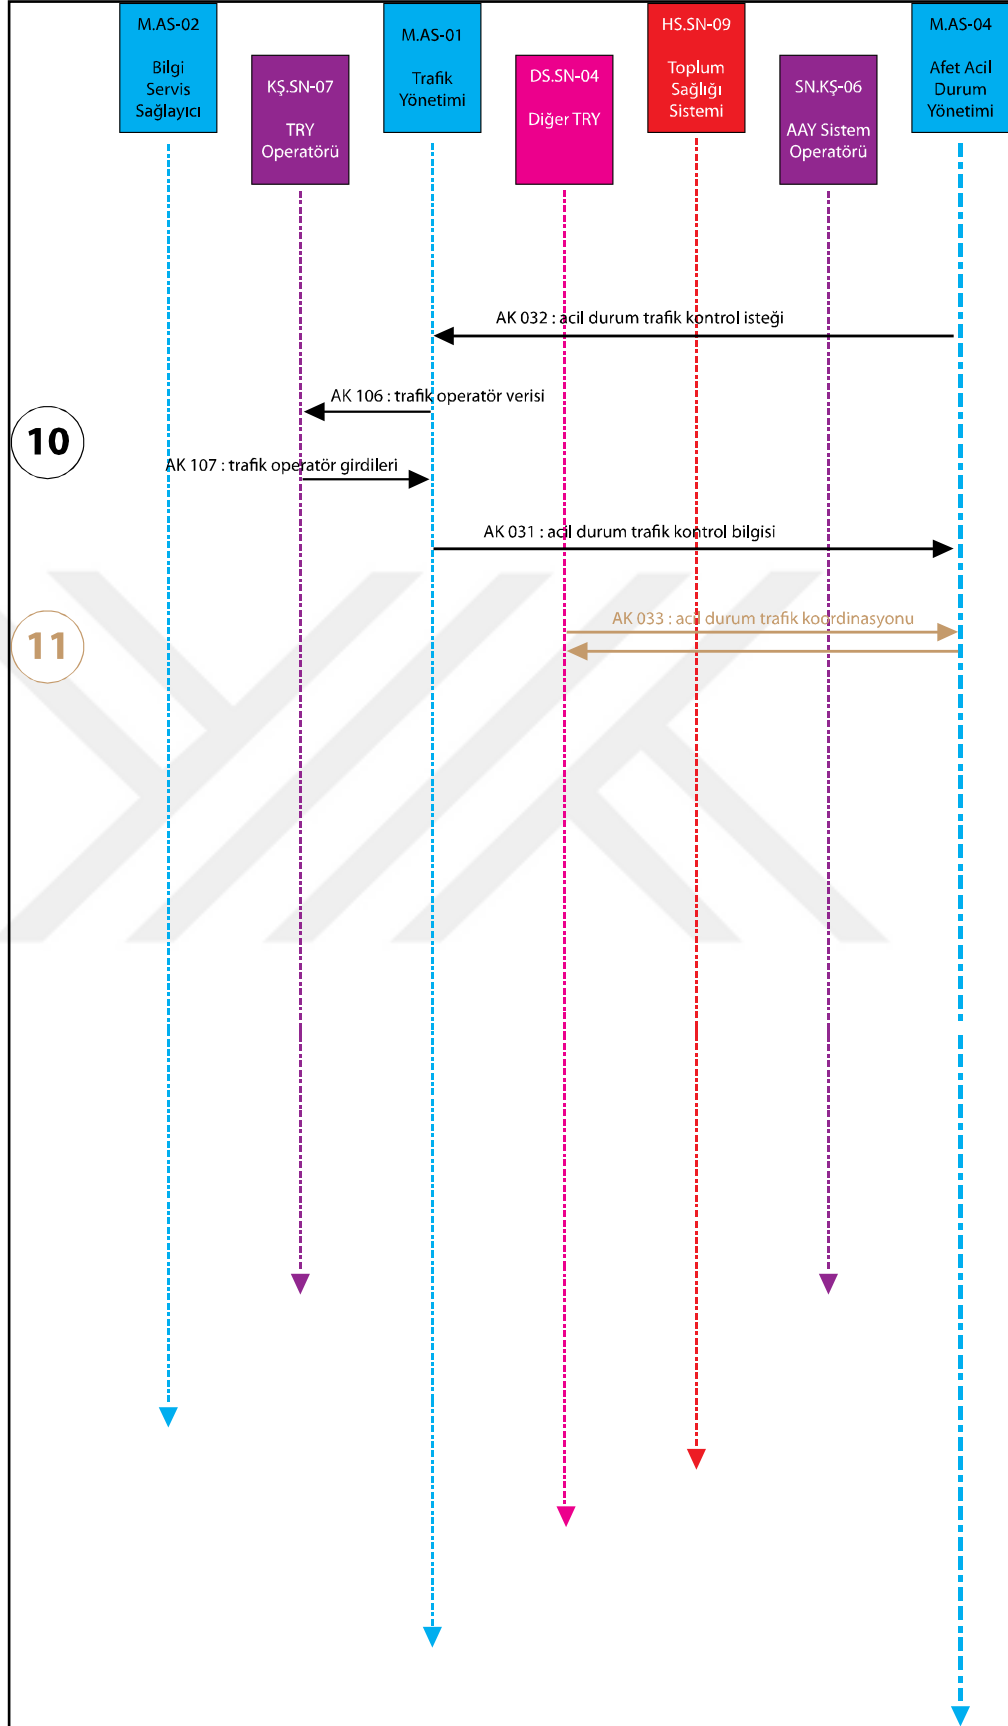 M.AS-02
Bilgi
Servis
Sağlayıcı
KŞ.SN-07
TRY
Operatörü
M.AS-01
Trafik
Yönetimi
DS.SN-04
Diğer TRY
HS.SN-09
Toplum
Sağlığı
Sistemi
SN.KŞ-06
AAY Sistem
Operatörü
M.AS-04
Afet Acil
Durum
Yönetimi
AK 032 : acil durum trafik kontrol isteği
10
AK 106 : trafik operatör verisi
AK 107 : trafik operatör girdileri
AK 031 : acil durum trafik kontrol bilgisi
11
AK 033 : acil durum trafik koordinasyonu